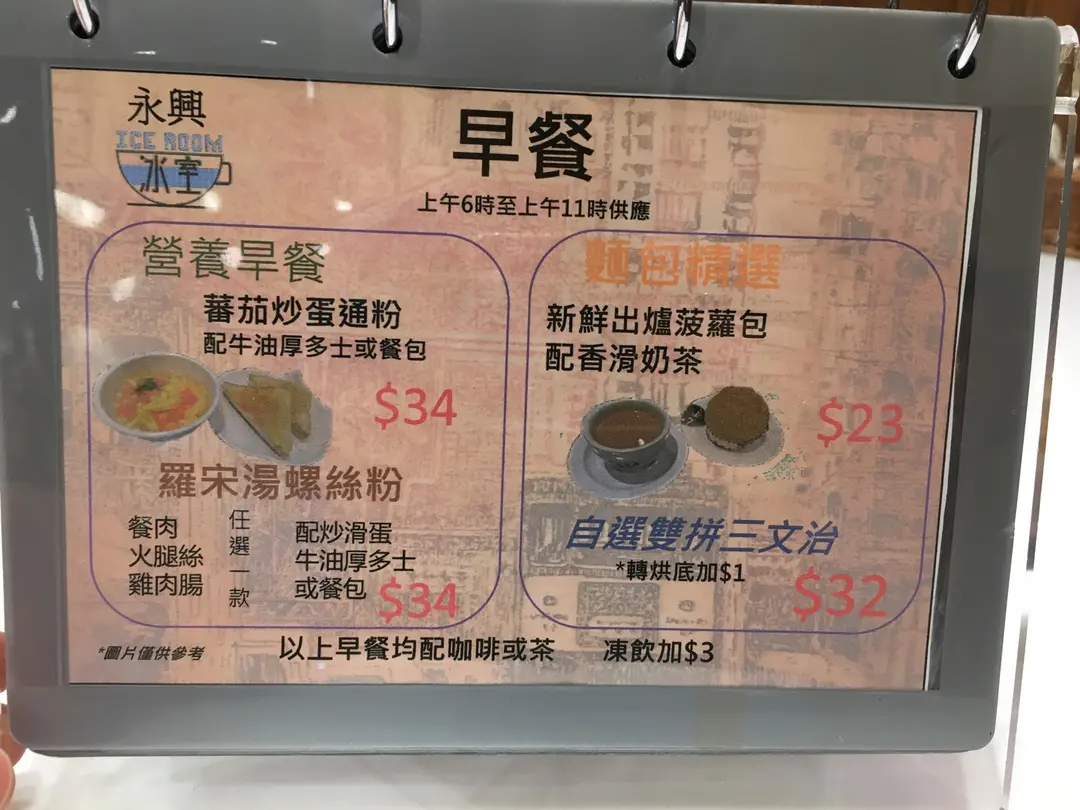 永興
ICE ROOM
冰室
早餐
上午6時至上午11時供應
營養早餐
蕃茄炒蛋通粉
配牛油厚多士或餐包
$34
羅宋湯螺絲粉
餐肉
火腿絲
雞肉腸
任選一款
配炒滑蛋
牛油厚多士
或餐包
$34
麵包精選
新鮮出爐菠蘿包
配香滑奶茶
$23
自選雙拼三文治
*轉烘底加$1
$32
*圖片僅供參考
以上早餐均配咖啡或茶 凍飲加$3